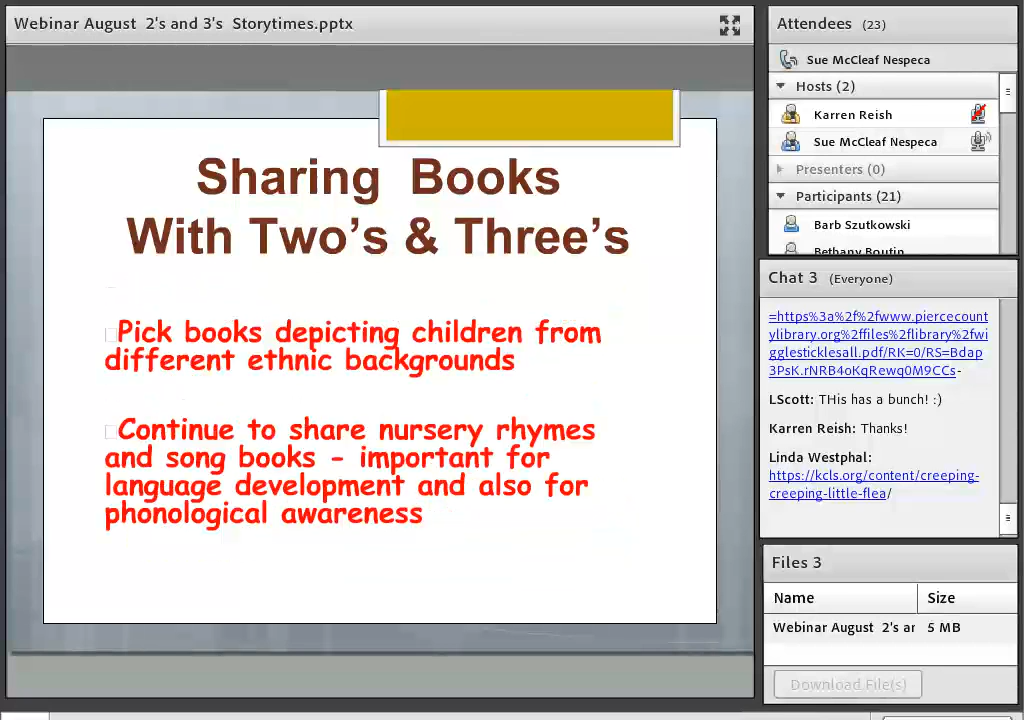 Webinar August 2's and 3's Storytimes.pptx
Sharing Books
With Two’s & Three’s
Pick books depicting children from
different ethnic backgrounds
Continue to share nursery rhymes
and song books - important for
language development and also for
phonological awareness
Attendees (23)
Sue McCleaf Nespeca
Hosts (2)
Karren Reish
Sue McCleaf Nespeca
Presenters (0)
Participants (21)
Barb Szutkowski
Bethany Boutin
Chat 3 (Everyone)
=https%3a%2f%2fwww.piercecount
ylibrary.org%2ffiles%2flibrary%2fwi
gglesticklesall.pdf/RK=0/RS=Bdap
3PsK.rNRB4oKqRewq0M9CCs-
LScott: THis has a bunch! :)
Karren Reish: Thanks!
Linda Westphal:
https://kcls.org/content/creeping-
creeping-little-flea/
Files 3
Name Size
Webinar August 2's ar 5 MB
Download File(s)